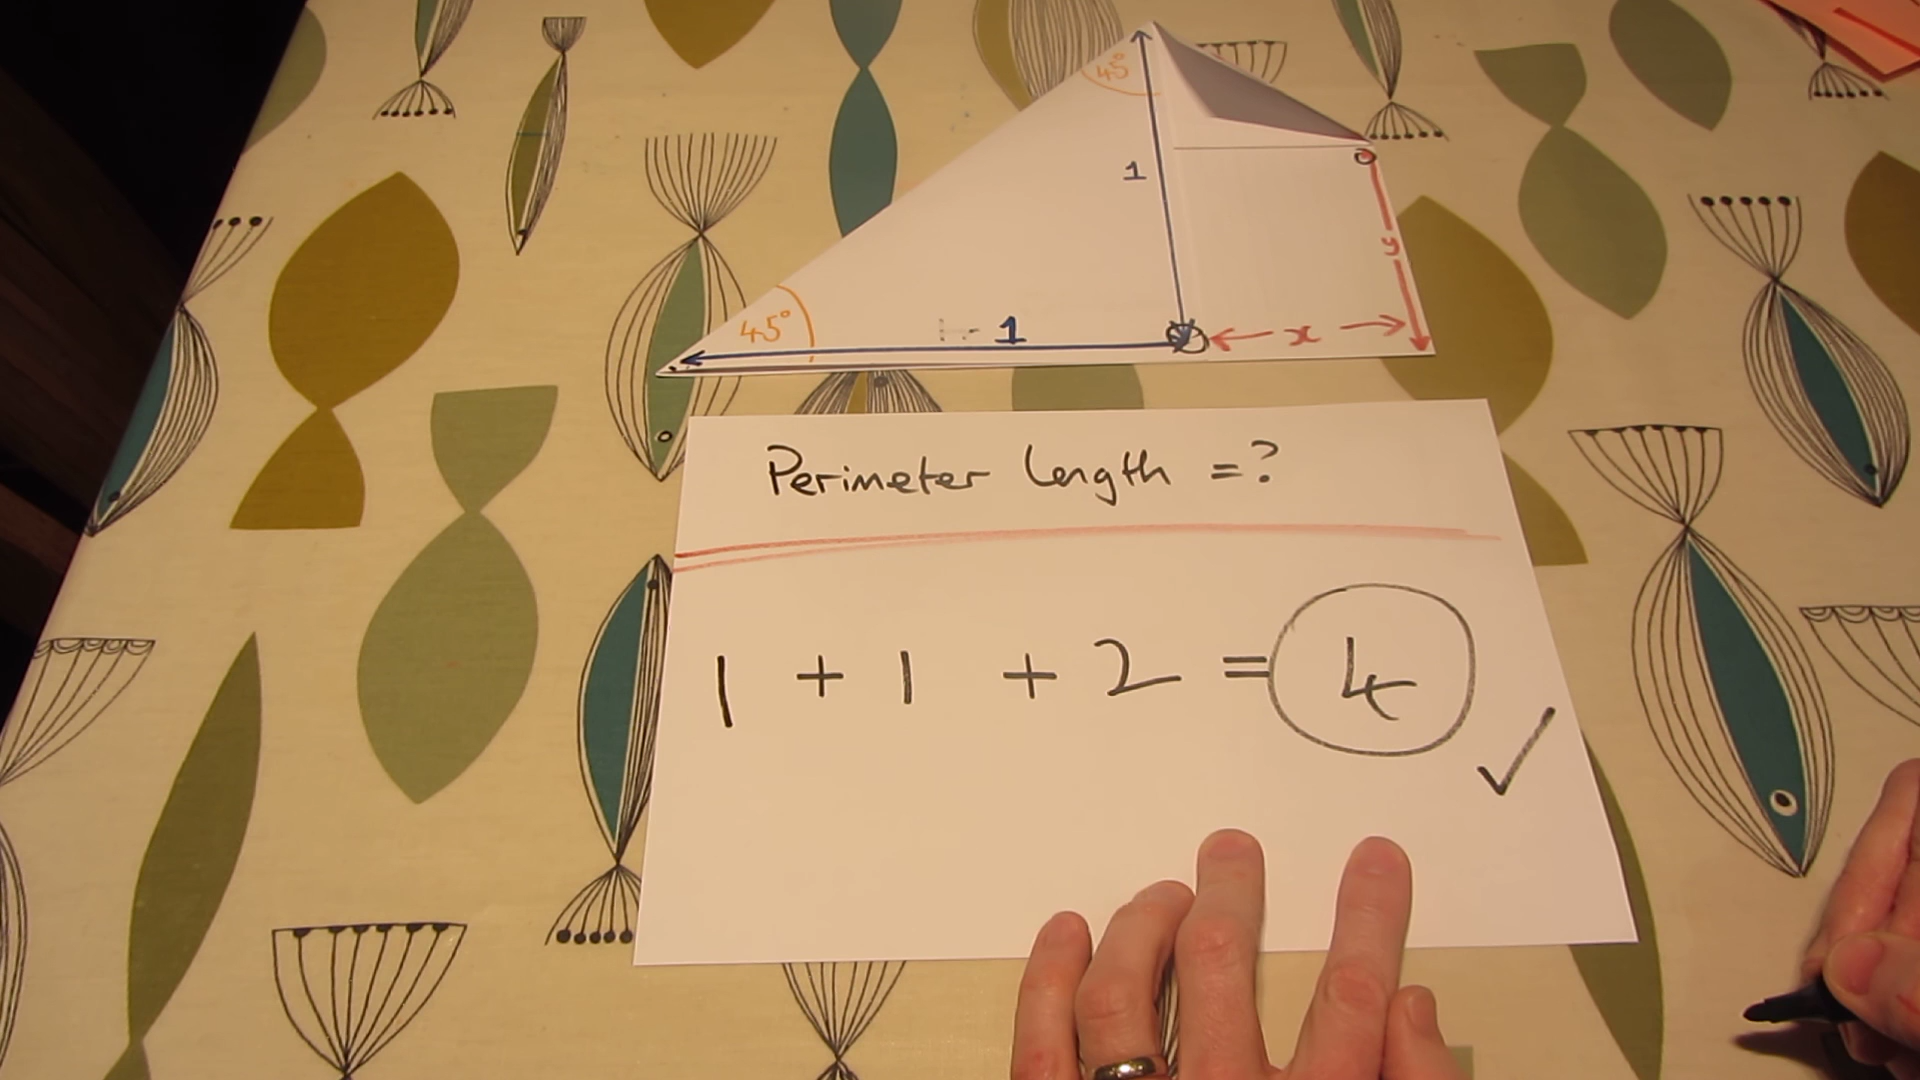 45°
1
y
45°
1
x
Perimeter length =?
1 + 1 + 2 = 4 ✓